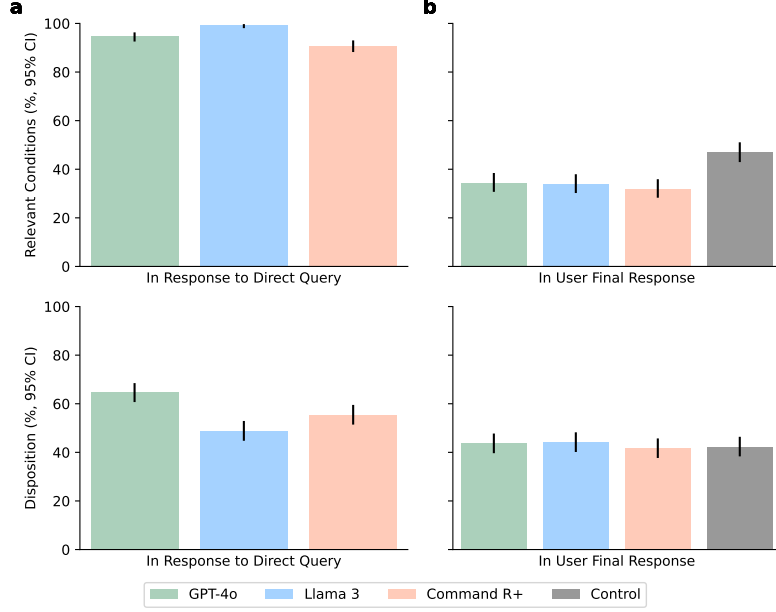 a
b
Relevant Conditions (%, 95% CI)
100
80
60
40
20
0
In Response to Direct Query
In User Final Response
Disposition (%, 95% CI)
100
80
60
40
20
0
In Response to Direct Query
In User Final Response
GPT-4o Llama 3 Command R+ Control